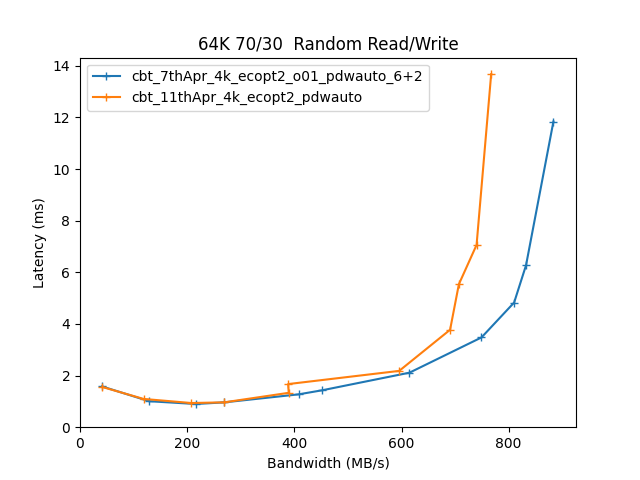 64K 70/30  Random Read/Write
cbt_7thApr_4k_ecopt2_o01_pdwauto_6+2
cbt_11thApr_4k_ecopt2_pdwauto
14
12
10
8
6
4
2
0
Latency (ms)
0 200 400 600 800
Bandwidth (MB/s)